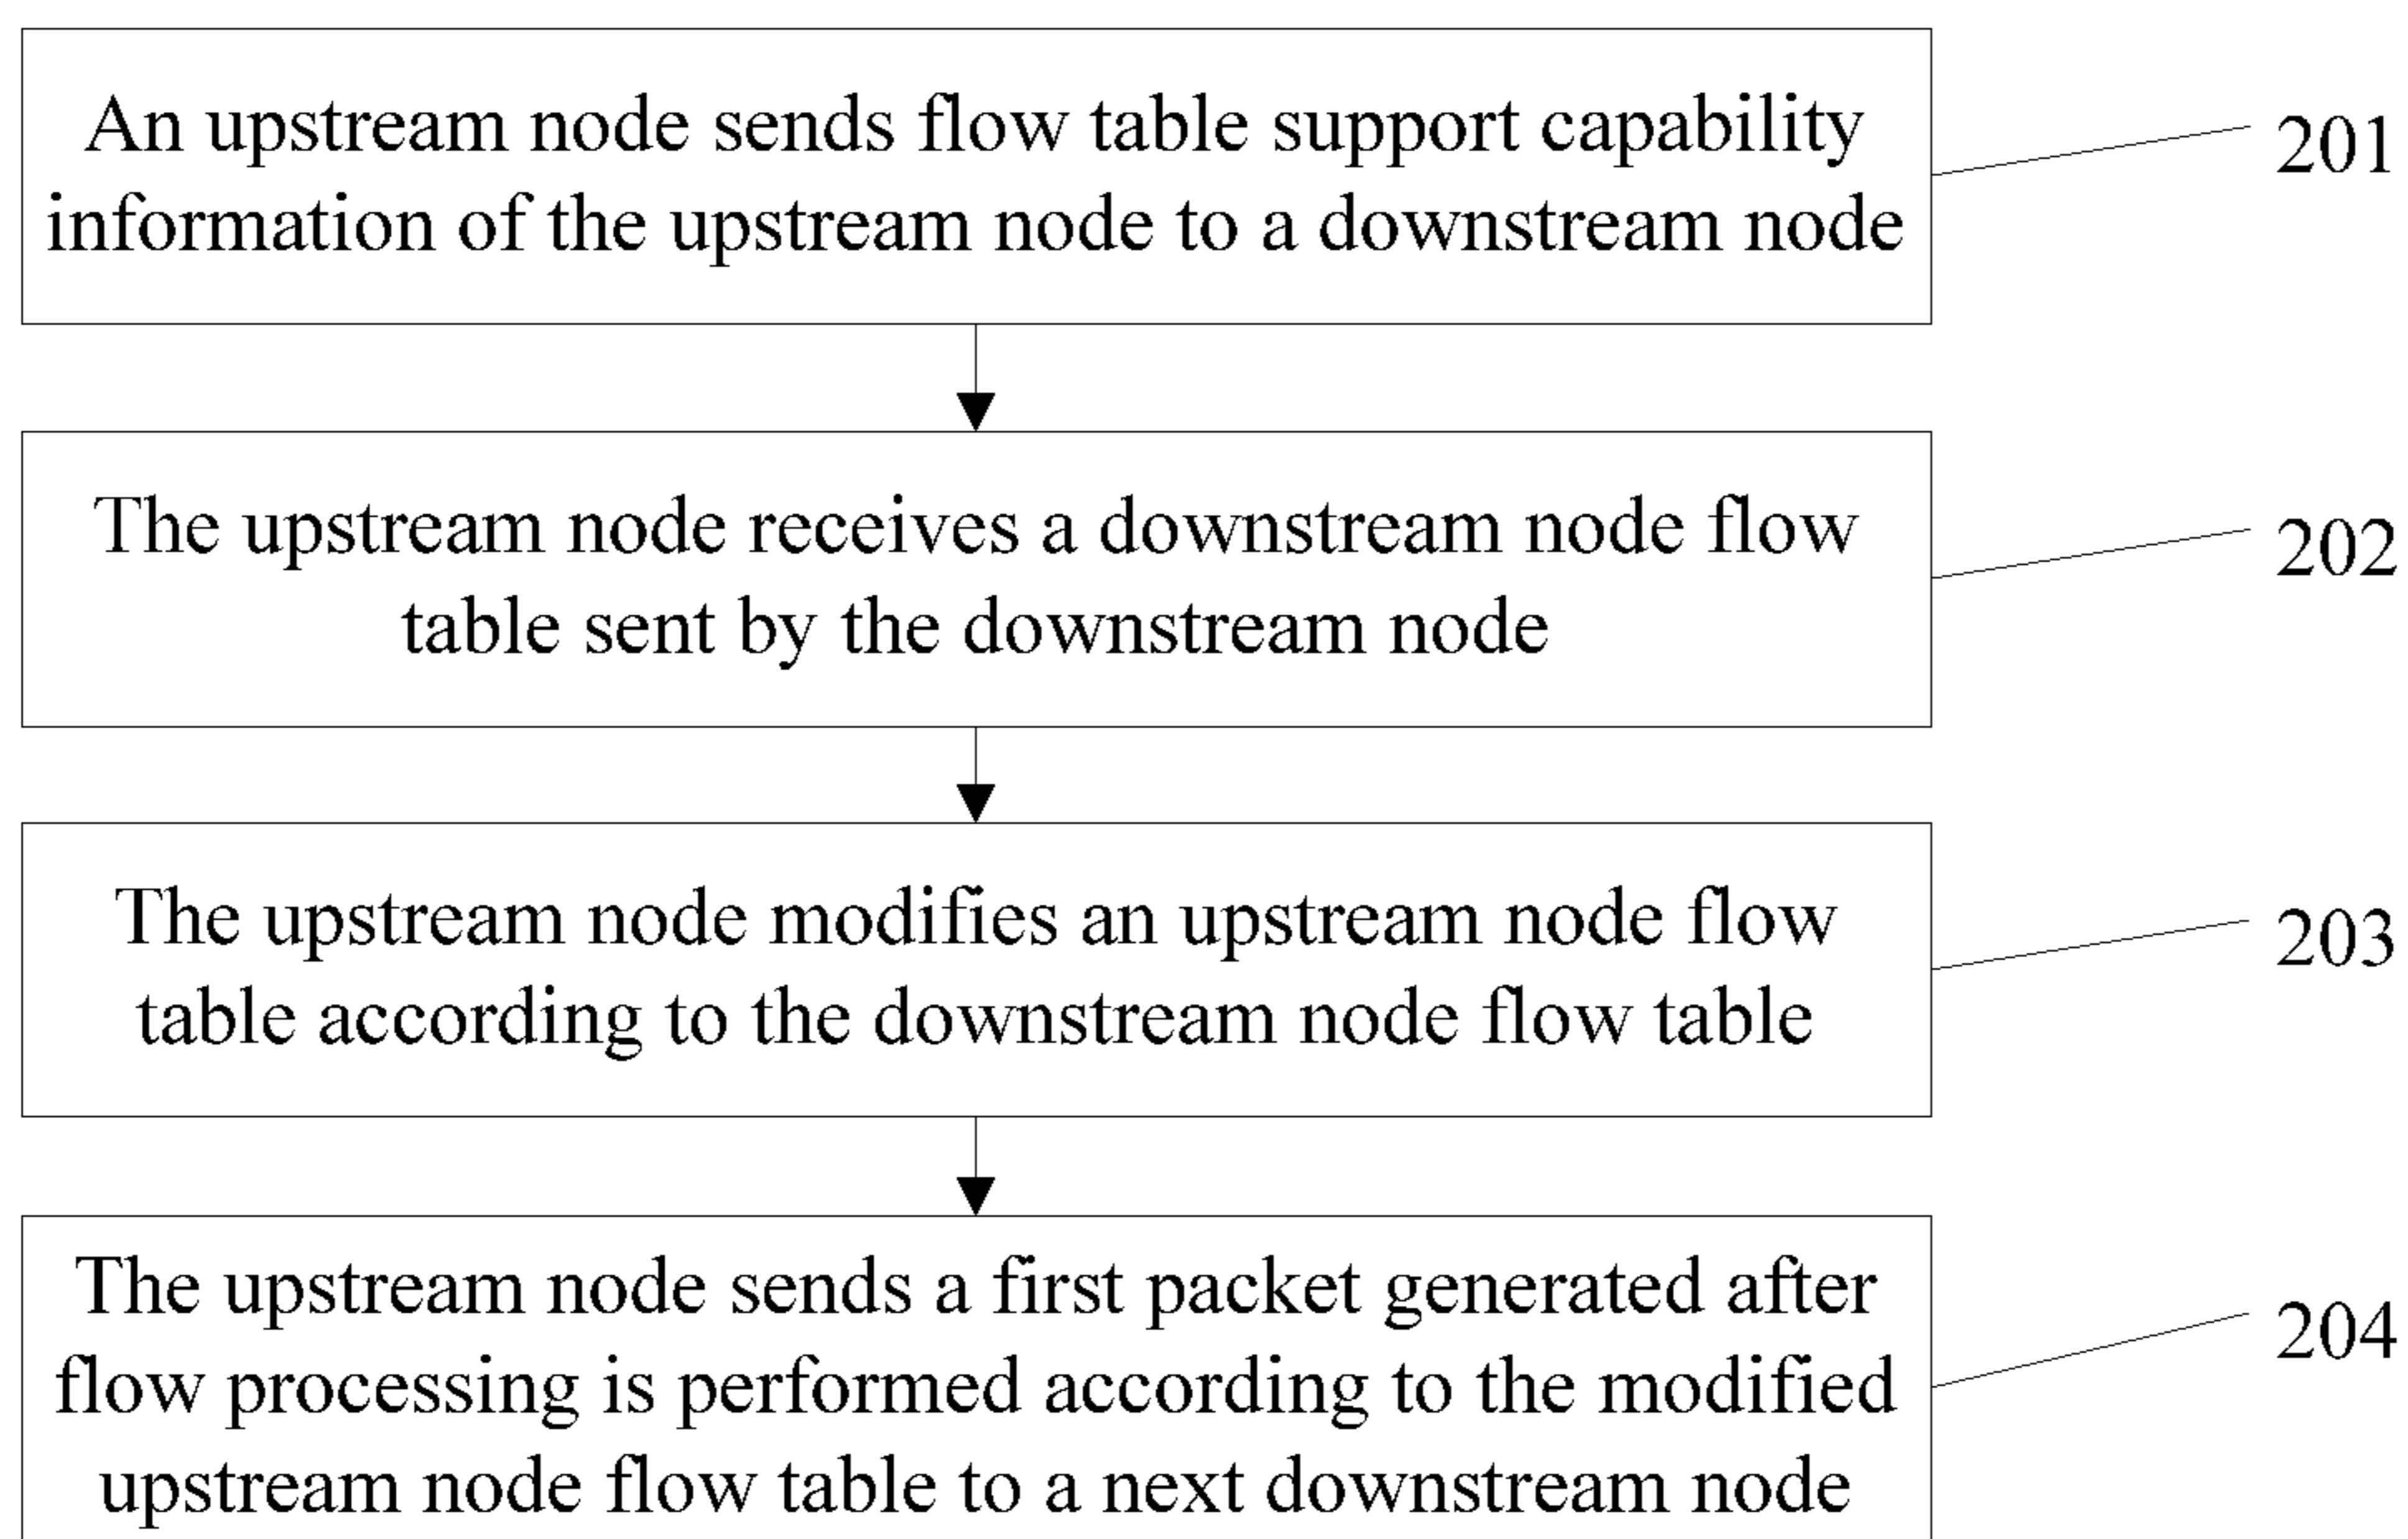 An upstream node sends flow table support capability
information of the upstream node to a downstream node
201
The upstream node receives a downstream node flow
table sent by the downstream node
202
The upstream node modifies an upstream node flow
table according to the downstream node flow table
203
The upstream node sends a first packet generated after
flow processing is performed according to the modified
upstream node flow table to a next downstream node
204